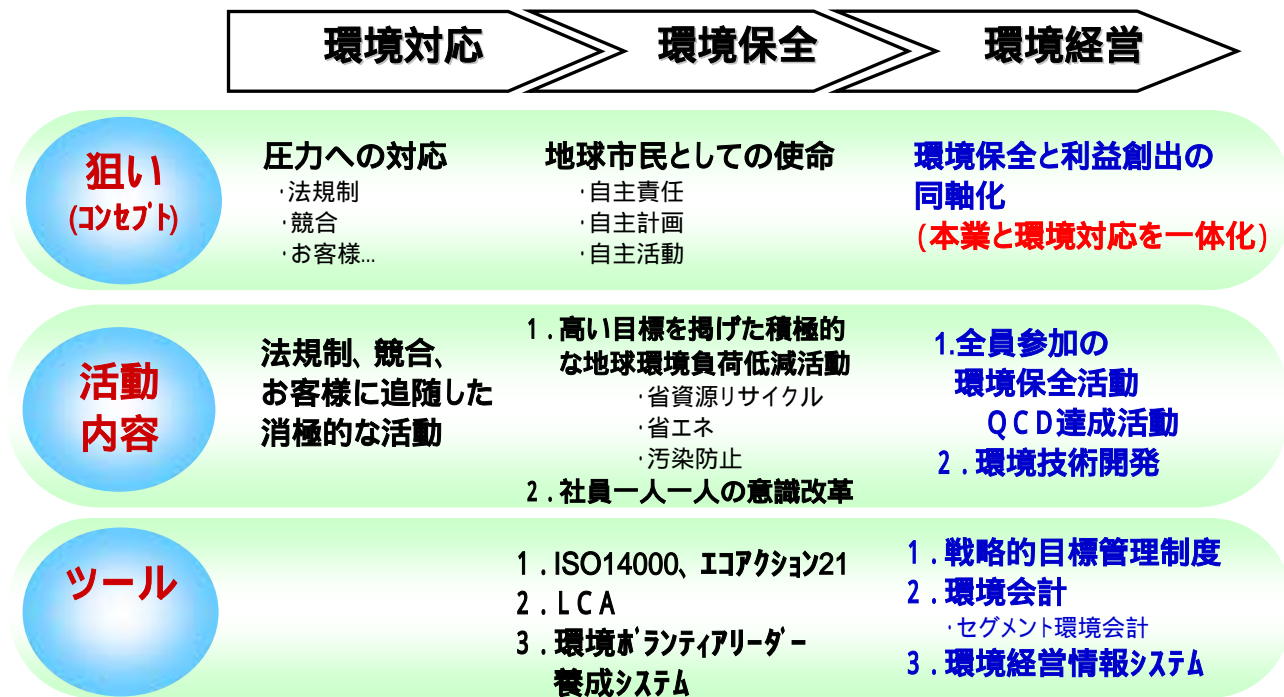 環境対応
環境保全
環境経営
狙い
(コンセプト)
圧力への対応
・法規制
・競合
・お客様...
地球市民としての使命
・自主責任
・自主計画
・自主活動
環境保全と利益創出の
同軸化
(本業と環境対応を一体化)
活動
内容
法規制、競合、
お客様に追随した
消極的な活動
1.高い目標を掲げた積極的
な地球環境負荷低減活動
・省資源リサイクル
・省エネ
・汚染防止
2.社員一人一人の意識改革
1.全員参加の
環境保全活動
QCD達成活動
2.環境技術開発
ツール
1.ISO14000、エコアクション21
2.LCA
3.環境ボランティアリーダー
養成システム
1.戦略的目標管理制度
2.環境会計
・セグメント環境会計
3.環境経営情報システム